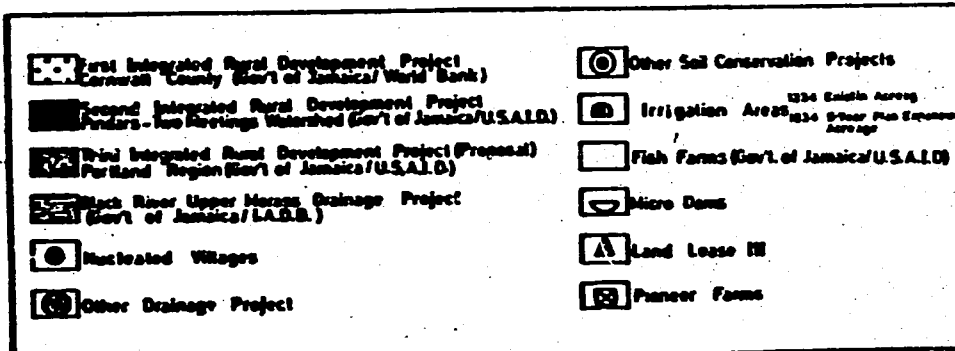 First Integrated Rural Development Project
Cornwall County (Gov't of Jamaica/World Bank)
Second Integrated Rural Development Project
Pindars-Two Meetings Watershed (Gov't of Jamaica/U.S.A.I.D.)
Third Integrated Rural Development Project (Proposal)
Portland Region (Gov't of Jamaica/U.S.A.I.D.)
Black River Upper Morass Drainage Project
(Gov't of Jamaica/I.A.D.B.)
Nucleated Villages
Other Drainage Project
Other Soil Conservation Projects
Irrigation Areas
Acreage
Fish Farms (Gov't. of Jamaica/U.S.A.I.D)
Micro Dams
Land Lease III
Pioneer Farms